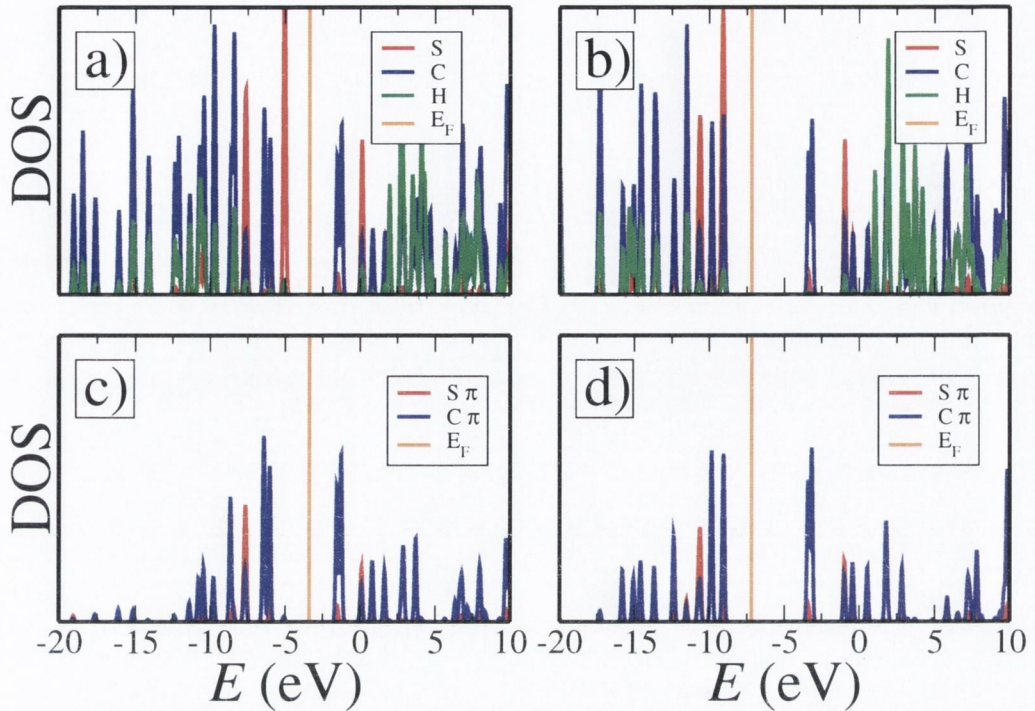 a)
S
C
H
E_F
b)
S
C
H
E_F
DOS
c)
S π
C π
E_F
d)
S π
C π
E_F
DOS
-20 -15 -10 -5 0 5 10
-20 -15 -10 -5 0 5 10
E (eV)
E (eV)